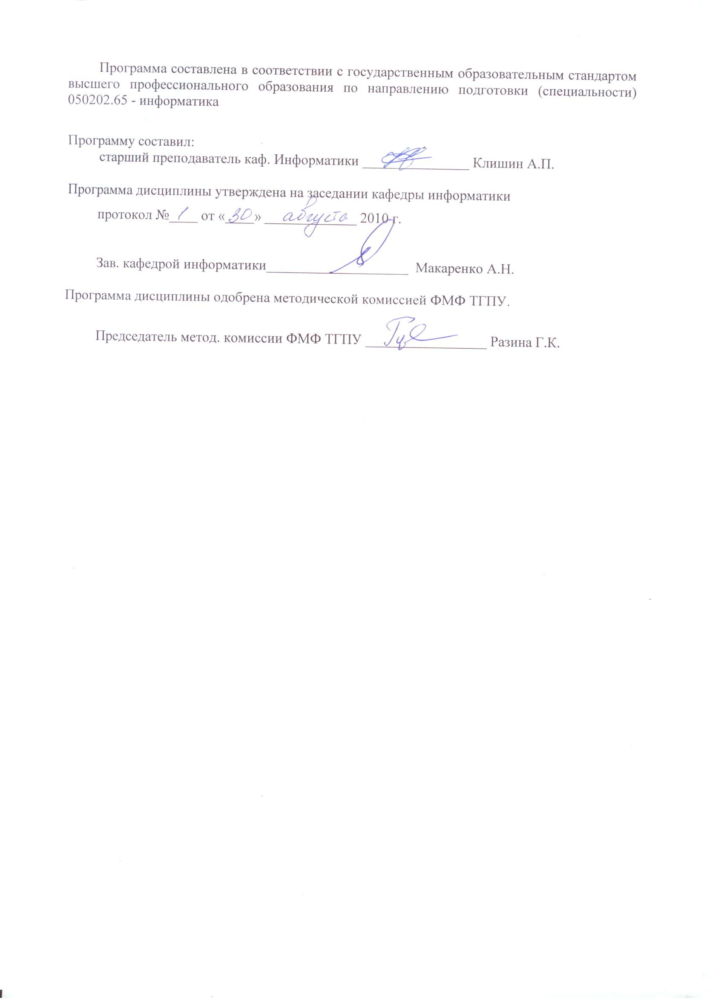 Программа составлена в соответствии с государственным образовательным стандартом
высшего профессионального образования по направлению подготовки (специальности)
050202.65 - информатика
Программу составил:
старший преподаватель каф. Информатики _______________ Клишин А.П.
Программа дисциплины утверждена на заседании кафедры информатики
протокол № 1 от «30» августа 2010 г.
Зав. кафедрой информатики____________________ Макаренко А.Н.
Программа дисциплины одобрена методической комиссией ФМФ ТГПУ.
Председатель метод. комиссии ФМФ ТГПУ _________________ Разина Г.К.